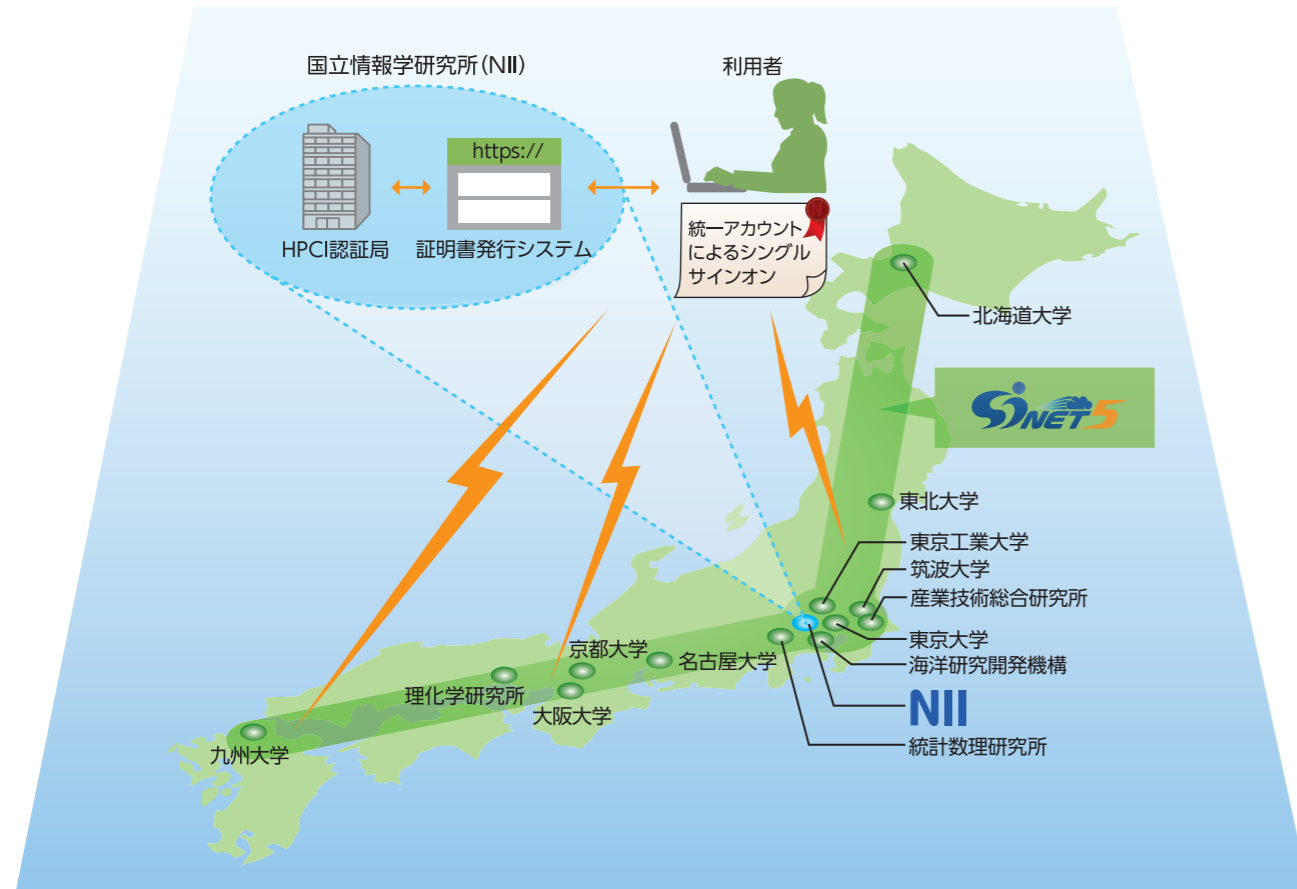 国立情報学研究所(NII)
利用者
https://
HPCI認証局
証明書発行システム
統一アカウント
によるシングル
サインオン
北海道大学
SINET5
東北大学
東京工業大学
筑波大学
産業技術総合研究所
東京大学
海洋研究開発機構
NII
統計数理研究所
名古屋大学
京都大学
理化学研究所
大阪大学
九州大学